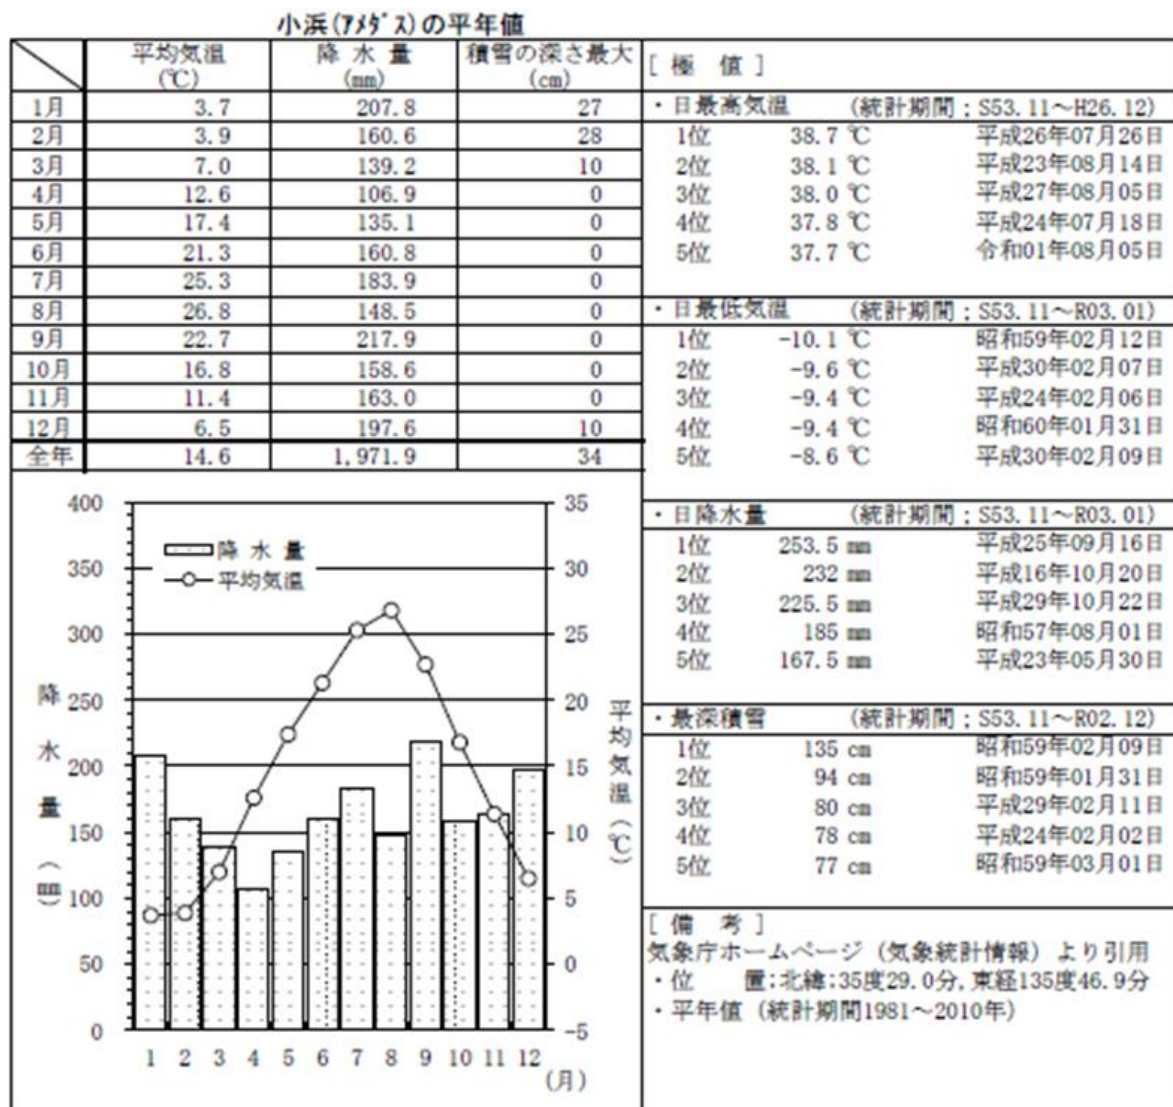 小浜(ｱﾒﾀﾞｽ)の平年値
平均気温 降 水 量 積雪の深さ最大
(℃) (mm) (cm)
1月 3.7 207.8 27
2月 3.9 160.6 28
3月 7.0 139.2 10
4月 12.6 106.9 0
5月 17.4 135.1 0
6月 21.3 160.8 0
7月 25.3 183.9 0
8月 26.8 148.5 0
9月 22.7 217.9 0
10月 16.8 158.6 0
11月 11.4 163.0 0
12月 6.5 197.6 10
全年 14.6 1,971.9 34
400 35
350 30
300 25
250 20
200 15
150 10
100 5
50 0
0 -5
降 水 量
平均気温
降 水 量 (mm)
平均気温(℃)
1 2 3 4 5 6 7 8 9 10 11 12
(月)
[ 極 値 ]
・日最高気温 (統計期間：S53.11～H26.12)
1位 38.7 ℃ 平成26年07月26日
2位 38.1 ℃ 平成23年08月14日
3位 38.0 ℃ 平成27年08月05日
4位 37.8 ℃ 平成24年07月18日
5位 37.7 ℃ 令和01年08月05日
・日最低気温 (統計期間：S53.11～R03.01)
1位 -10.1 ℃ 昭和59年02月12日
2位 -9.6 ℃ 平成30年02月07日
3位 -9.4 ℃ 平成24年02月06日
4位 -9.4 ℃ 昭和60年01月31日
5位 -8.6 ℃ 平成30年02月09日
・日降水量 (統計期間：S53.11～R03.01)
1位 253.5 mm 平成25年09月16日
2位 232 mm 平成16年10月20日
3位 225.5 mm 平成29年10月22日
4位 185 mm 昭和57年08月01日
5位 167.5 mm 平成23年05月30日
・最深積雪 (統計期間：S53.11～R02.12)
1位 135 cm 昭和59年02月09日
2位 94 cm 昭和59年01月31日
3位 80 cm 平成29年02月11日
4位 78 cm 平成24年02月02日
5位 77 cm 昭和59年03月01日
[ 備 考 ]
気象庁ホームページ（気象統計情報）より引用
・位 置;北緯;35度29.0分,東経135度46.9分
・平年値（統計期間1981～2010年）